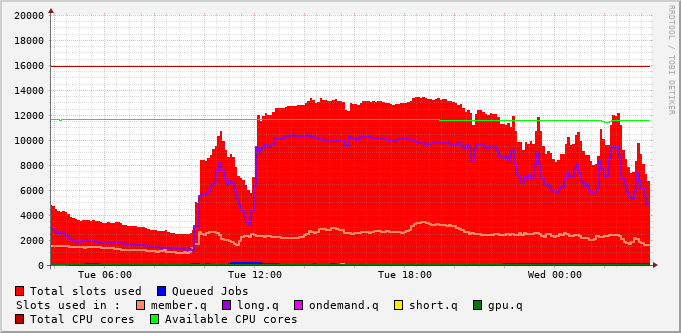 20000
18000
16000
14000
12000
10000
8000
6000
4000
2000
0
Tue 06:00 Tue 12:00 Tue 18:00 Wed 00:00
RRDTOOL / TOBI OETIKER
Total slots used Queued Jobs
Slots used in : member.q long.q ondemand.q short.q gpu.q
Total CPU cores Available CPU cores